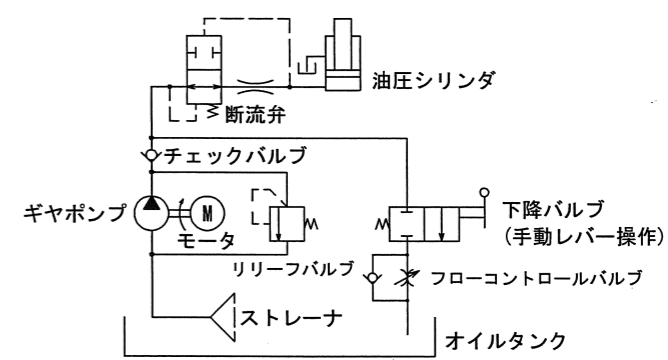 油圧シリンダ
断流弁
チェックバルブ
ギヤポンプ
M
モータ
下降バルブ
(手動レバー操作)
リリーフバルブ
フローコントロールバルブ
ストレーナ
オイルタンク